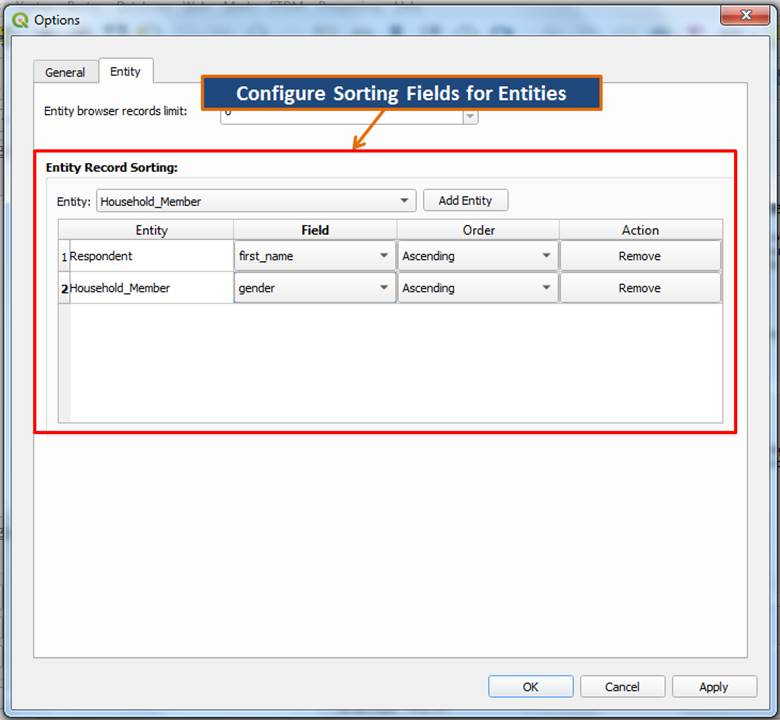 Options
General
Entity
Configure Sorting Fields for Entities
Entity browser records limit:
Entity Record Sorting:
Entity: Household_Member Add Entity
Entity Field Order Action
1 Respondent first_name Ascending Remove
2 Household_Member gender Ascending Remove
OK Cancel Apply